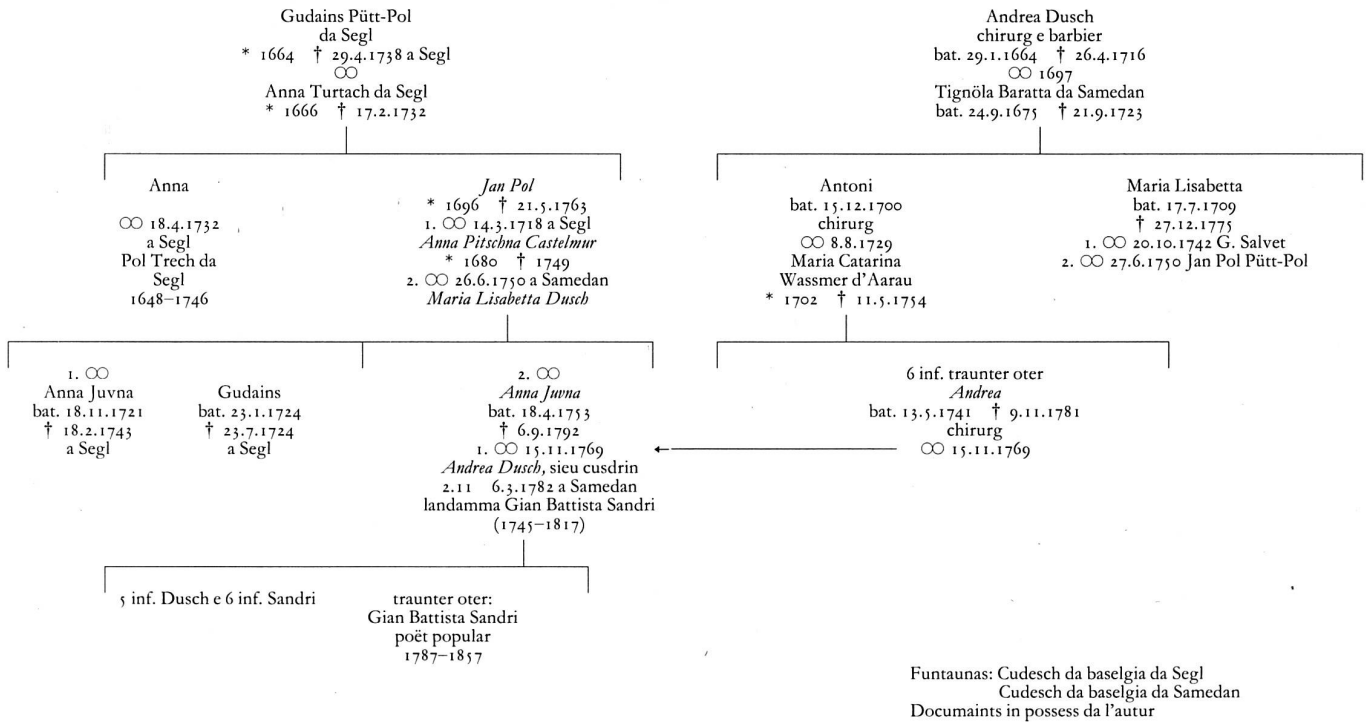 Gudains Pütt-Pol
da Segl
* 1664 † 29.4.1738 a Segl
∞
Anna Turtach da Segl
* 1666 † 17.2.1732
Andrea Dusch
chirurg e barbier
bat. 29.1.1664 † 26.4.1716
∞ 1697
Tignöla Baratta da Samedan
bat. 24.9.1675 † 21.9.1723
Anna
∞ 18.4.1732
a Segl
Pol Trech da
Segl
1648–1746
Jan Pol
* 1696 † 21.5.1763
1. ∞ 14.3.1718 a Segl
Anna Pitschna Castelmur
* 1680 † 1749
2. ∞ 26.6.1750 a Samedan
Maria Lisabetta Dusch
Antoni
bat. 15.12.1700
chirurg
∞ 8.8.1729
Maria Catarina
Wassmer d'Aarau
* 1702 † 11.5.1754
Maria Lisabetta
bat. 17.7.1709
† 27.12.1775
1. ∞ 20.10.1742 G. Salvet
2. ∞ 27.6.1750 Jan Pol Pütt-Pol
1. ∞
Anna Juvna
bat. 18.11.1721
† 18.2.1743
a Segl
Gudains
bat. 23.1.1724
† 23.7.1724
a Segl
2. ∞
Anna Juvna
bat. 18.4.1753
† 6.9.1792
1. ∞ 15.11.1769
Andrea Dusch, sieu cusdrin
2.11 6.3.1782 a Samedan
landamma Gian Battista Sandri
(1745–1817)
6 inf. traunter oter
Andrea
bat. 13.5.1741 † 9.11.1781
chirurg
∞ 15.11.1769
5 inf. Dusch e 6 inf. Sandri
traunter oter:
Gian Battista Sandri
poët popular
1787–1857
Funtaunas: Cudesch da baselgia da Segl
Cudesch da baselgia da Samedan
Documaints in possess da l'autur